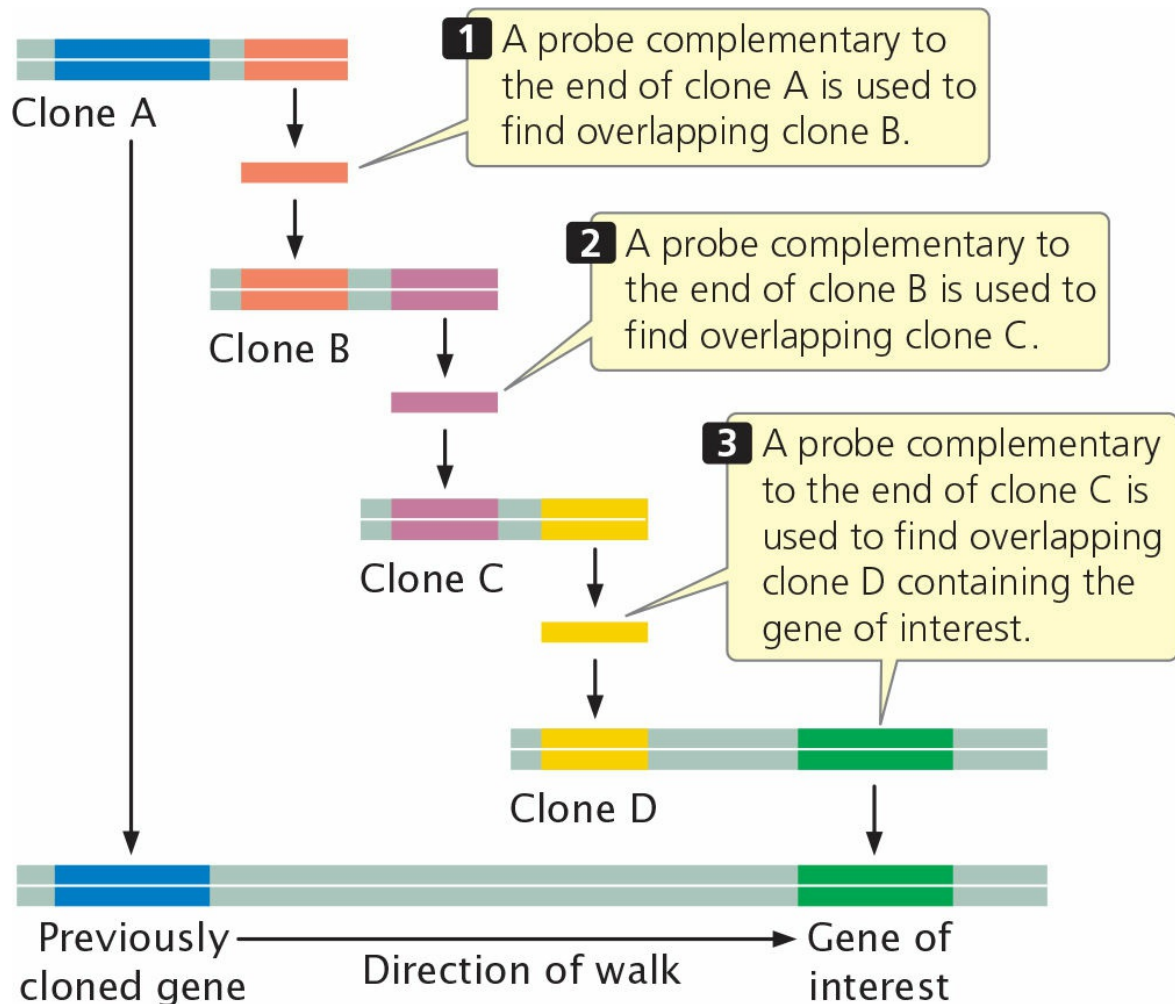 Clone A
1 A probe complementary to
the end of clone A is used to
find overlapping clone B.
Clone B
2 A probe complementary to
the end of clone B is used to
find overlapping clone C.
Clone C
3 A probe complementary
to the end of clone C is
used to find overlapping
clone D containing the
gene of interest.
Clone D
Previously
cloned gene
Direction of walk
Gene of
interest